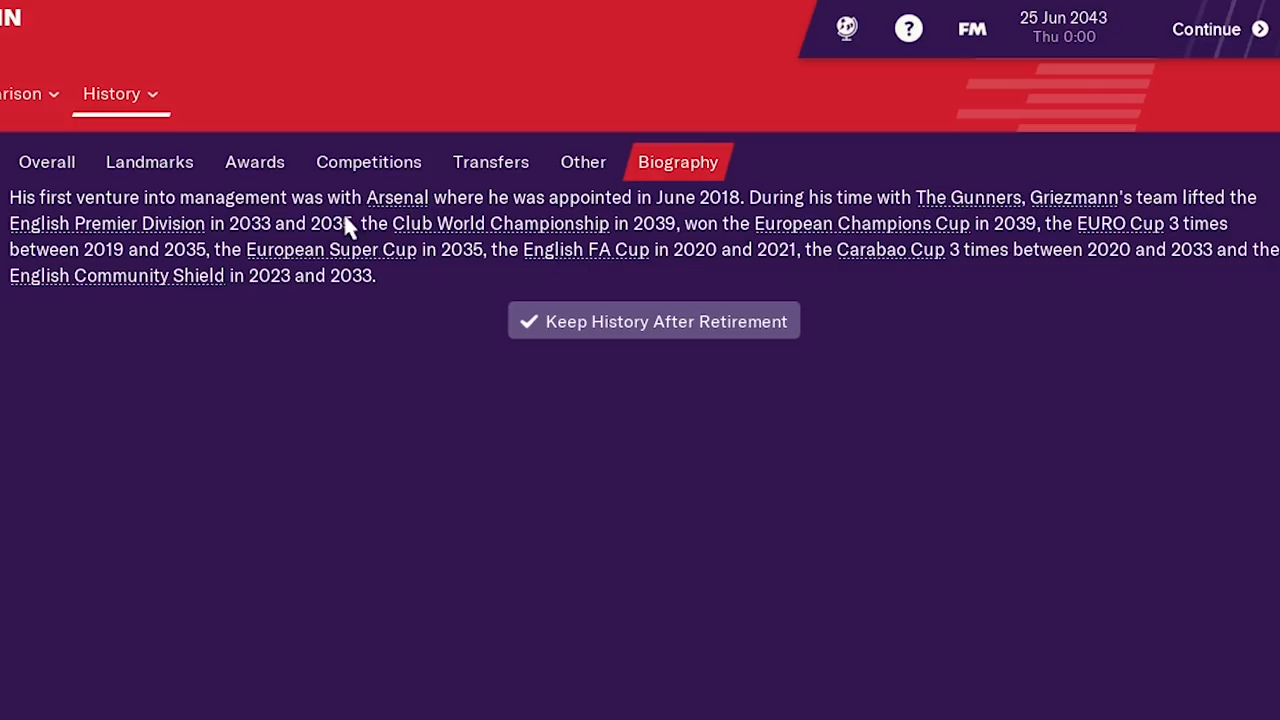 IN
25 Jun 2043
Thu 0:00
FM
?
Continue
rison
History
Overall
Landmarks
Awards
Competitions
Transfers
Other
Biography
His first venture into management was with Arsenal where he was appointed in June 2018. During his time with The Gunners, Griezmann's team lifted the
English Premier Division in 2033 and the Club World Championship in 2039, won the European Champions Cup in 2039, the EURO Cup 3 times
between 2019 and 2035, the European Super Cup in 2035, the English FA Cup in 2020 and 2021, the Carabao Cup 3 times between 2020 and 2033 and the
English Community Shield in 2023 and 2033.
Keep History After Retirement